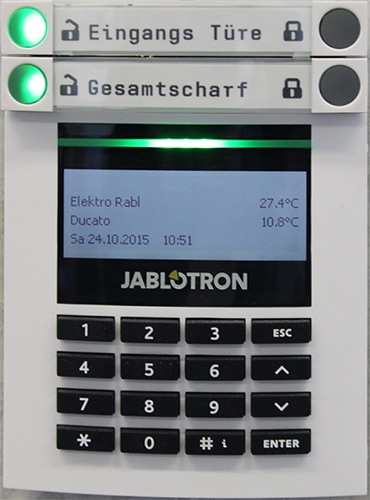 Eingangs Türe
Gesamtscharf
Elektro Rabl 27.4°C
Ducato 10.8°C
Sa 24.10.2015 10:51
JABLOTRON
1 2 3 ESC
4 5 6
7 8 9
* 0 # i ENTER